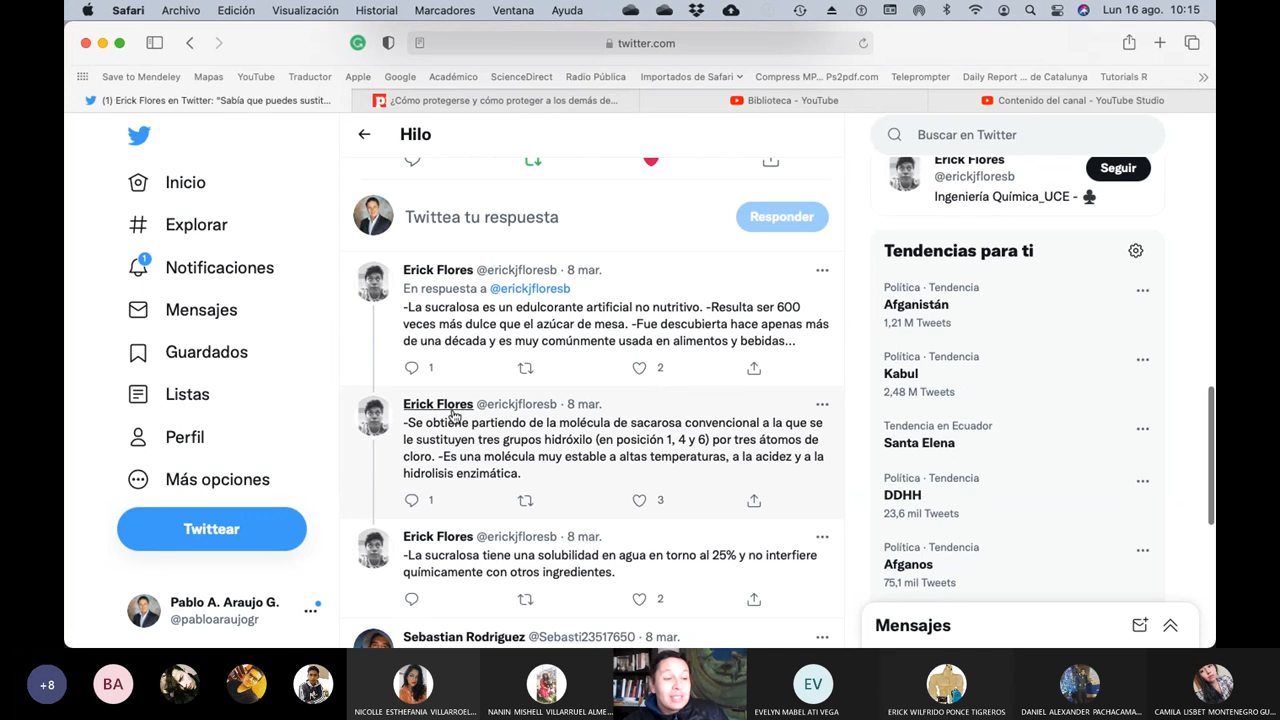 Safari Archivo Edición Visualización Historial Marcadores Ventana Ayuda Lun 16 ago. 10:15
twitter.com
Save to Mendeley Mapas YouTube Traductor Apple Google Académico ScienceDirect Radio Pública Importados de Safari Compress MP... Ps2pdf.com Teleprompter Daily Report ... de Catalunya Tutorials R
(1) Erick Flores en Twitter: "Sabía que puedes sustit... ¿Cómo protegerse y cómo proteger a los demás de... Biblioteca - YouTube Contenido del canal - YouTube Studio
Hilo
Buscar en Twitter
Inicio
Explorar
1
Notificaciones
Mensajes
Guardados
Listas
Perfil
Más opciones
Twittear
Pablo A. Araujo G.
@pabloaraujogr
Twittea tu respuesta
Responder
Erick Flores @erickjfloresb · 8 mar.
En respuesta a @erickjfloresb
-La sucralosa es un edulcorante artificial no nutritivo. -Resulta ser 600
veces más dulce que el azúcar de mesa. -Fue descubierta hace apenas más
de una década y es muy comúnmente usada en alimentos y bebidas...
1 2
Erick Flores @erickjfloresb · 8 mar.
-Se obtiene partiendo de la molécula de sacarosa convencional a la que se
le sustituyen tres grupos hidróxilo (en posición 1, 4 y 6) por tres átomos de
cloro. -Es una molécula muy estable a altas temperaturas, a la acidez y a la
hidrolisis enzimática.
1 3
Erick Flores @erickjfloresb · 8 mar.
-La sucralosa tiene una solubilidad en agua en torno al 25% y no interfiere
químicamente con otros ingredientes.
2
Sebastian Rodriguez @Sebasti23517650 · 8 mar.
Erick Flores
@erickjfloresb
Seguir
Ingeniería Química_UCE - ♣
Tendencias para ti
Política · Tendencia
Afganistán
1,21 M Tweets
Política · Tendencia
Kabul
2,48 M Tweets
Tendencia en Ecuador
Santa Elena
Política · Tendencia
DDHH
23,6 mil Tweets
Política · Tendencia
Afganos
75,1 mil Tweets
Mensajes
+8 BA EV
NICOLLE ESTHEFANIA VILLARROEL... NANIN MISHELL VILLARRUEL ALME... EVELYN MABEL ATI VEGA ERICK WILFRIDO PONCE TIGREROS DANIEL ALEXANDER PACHACAMA... CAMILA LISBET MONTENEGRO GU...